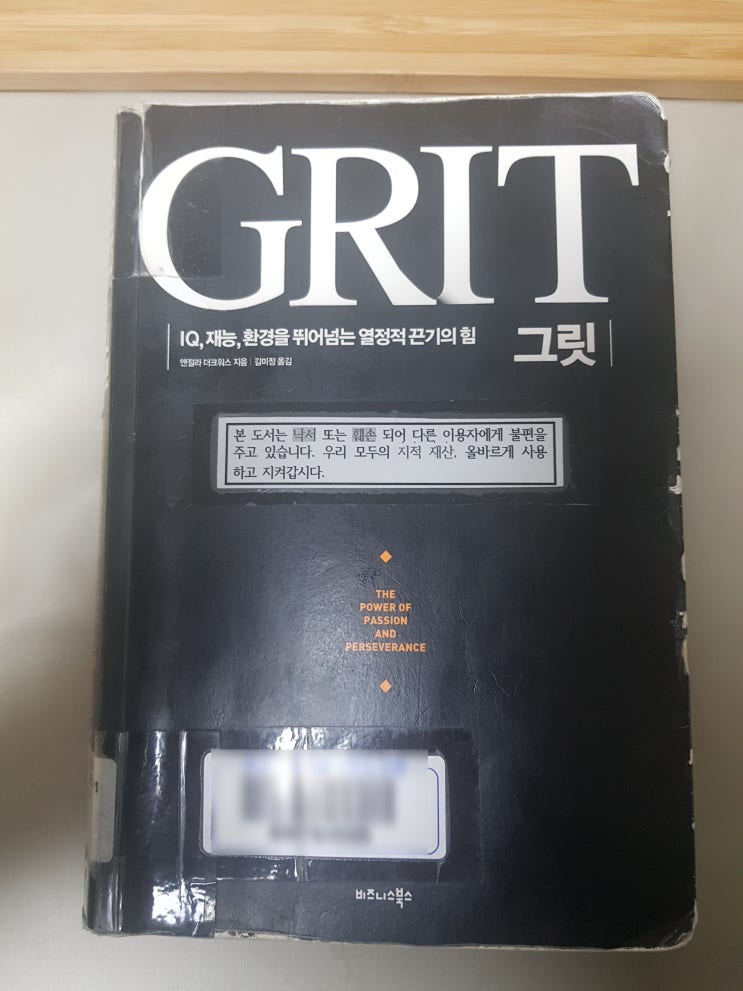 GRIT
IQ, 재능, 환경을 뛰어넘는 열정적 끈기의 힘
그릿
앤절라 더크워스 지음 | 김미정 옮김
본 도서는 낙서 또는 훼손 되어 다른 이용자에게 불편을
주고 있습니다. 우리 모두의 지적 재산. 올바르게 사용
하고 지켜갑시다.
THE
POWER OF
PASSION
AND
PERSEVERANCE
비즈니스북스